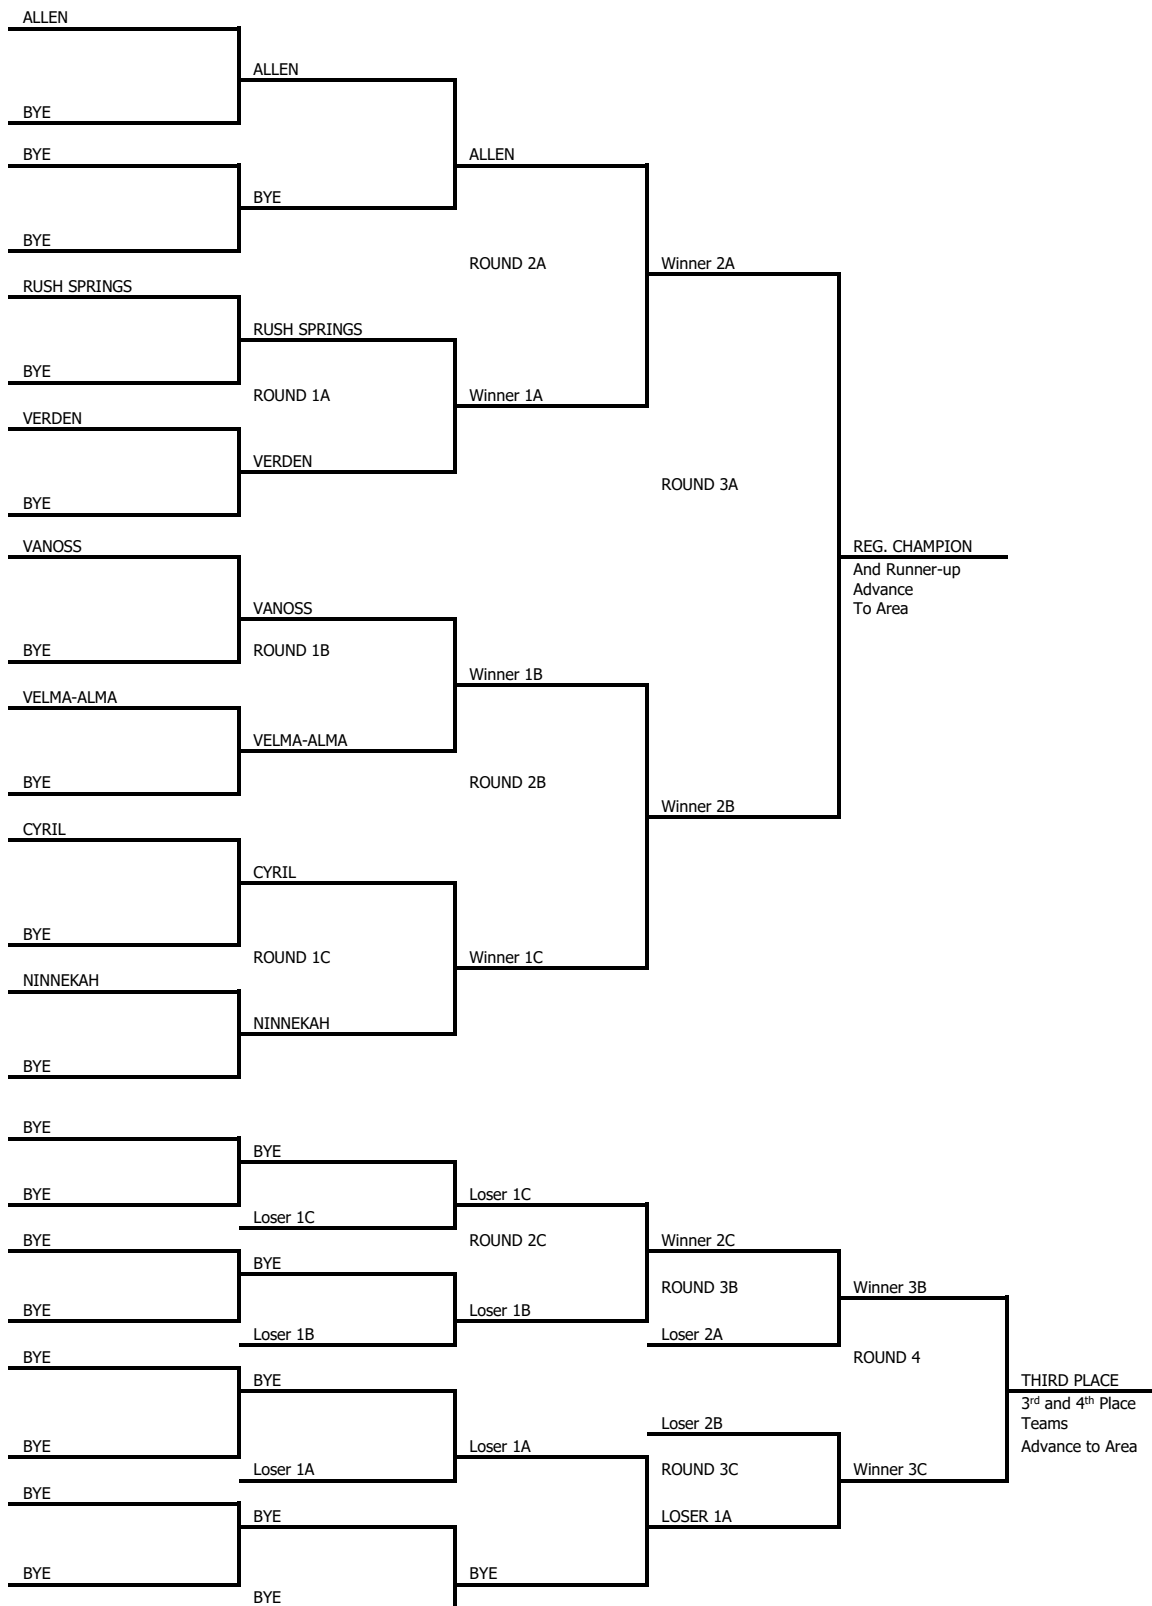 ALLEN
ALLEN
BYE
BYE
ALLEN
BYE
BYE
ROUND 2A
Winner 2A
RUSH SPRINGS
RUSH SPRINGS
BYE
ROUND 1A
Winner 1A
VERDEN
VERDEN
ROUND 3A
BYE
VANOSS
REG. CHAMPION
And Runner-up
Advance
To Area
VANOSS
BYE
ROUND 1B
Winner 1B
VELMA-ALMA
VELMA-ALMA
BYE
ROUND 2B
Winner 2B
CYRIL
CYRIL
BYE
ROUND 1C
Winner 1C
NINNEKAH
NINNEKAH
BYE
BYE
BYE
BYE
Loser 1C
Loser 1C
BYE
ROUND 2C
Winner 2C
BYE
ROUND 3B
Winner 3B
BYE
Loser 1B
Loser 1B
Loser 2A
BYE
ROUND 4
BYE
THIRD PLACE
3rd and 4th Place
Teams
Advance to Area
Loser 2B
BYE
Loser 1A
Loser 1A
ROUND 3C
Winner 3C
BYE
BYE
LOSER 1A
BYE
BYE
BYE